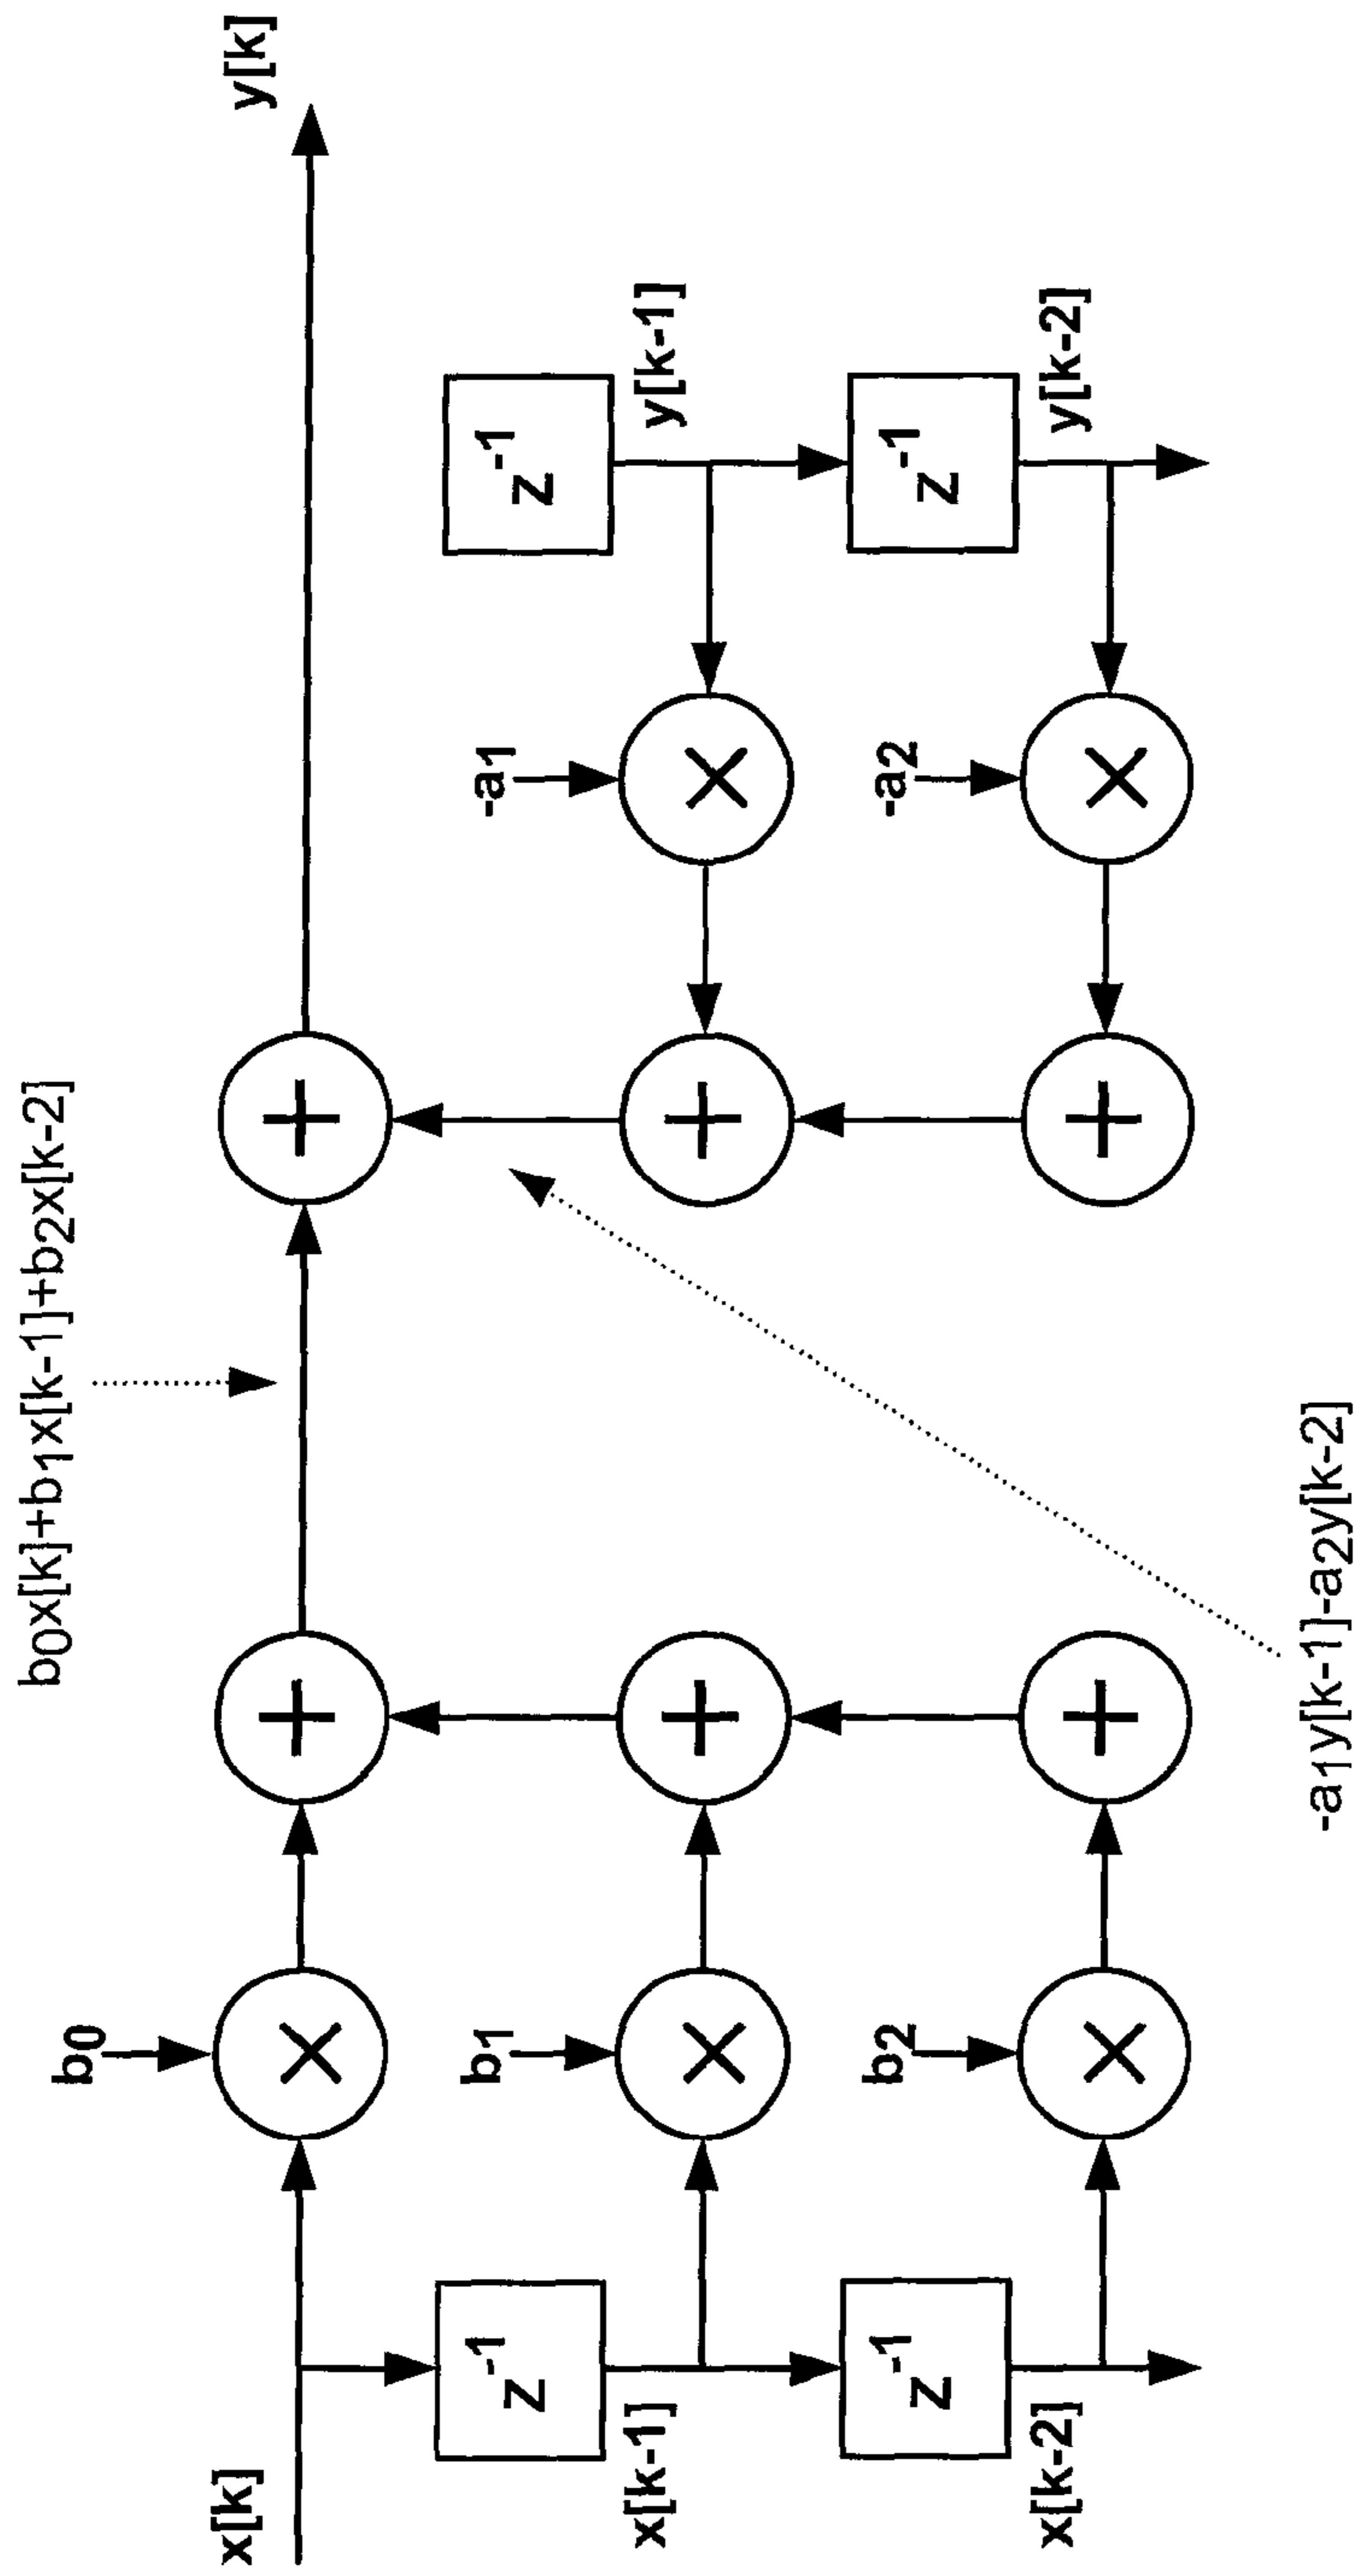 b0x[k]+b1x[k-1]+b2x[k-2]
x[k]
b0
+
+
y[k]
z-1
b1
+
+
-a1
z-1
x[k-1]
y[k-1]
z-1
b2
+
+
-a2
z-1
x[k-2]
y[k-2]
-a1y[k-1]-a2y[k-2]